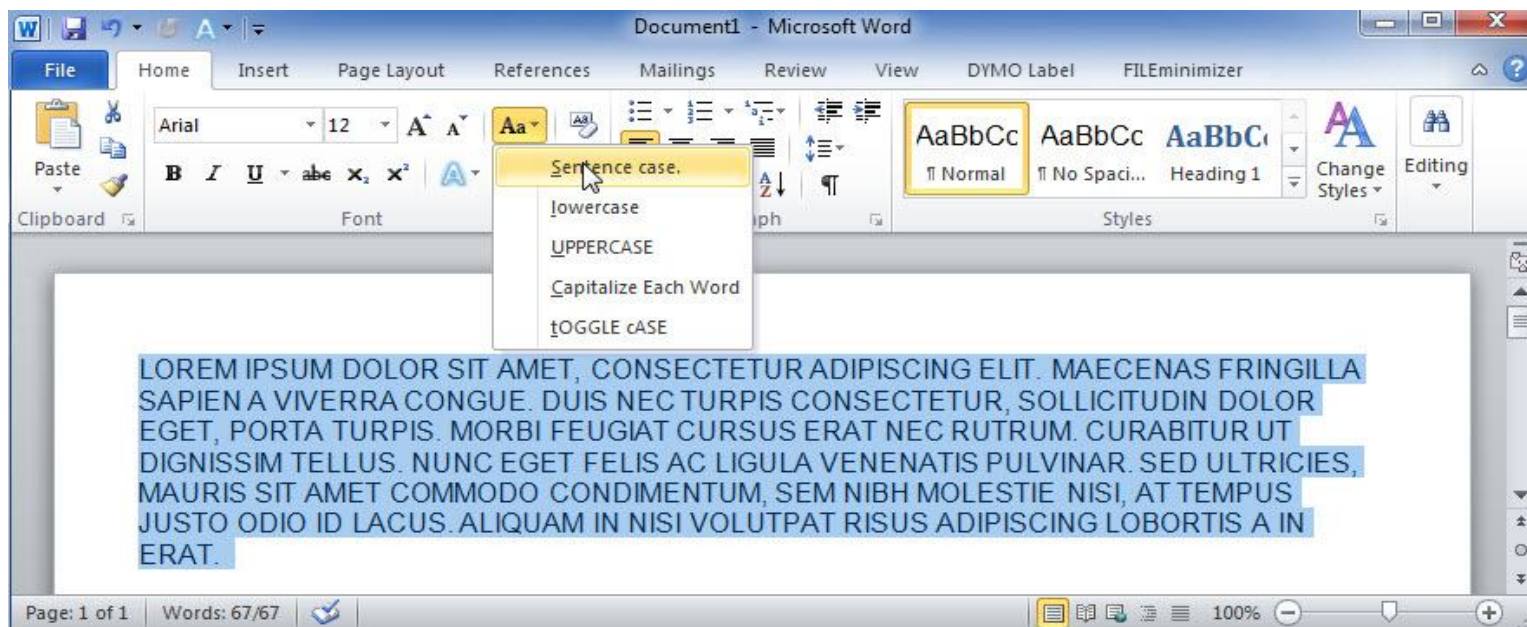 W A Document1 - Microsoft Word
File Home Insert Page Layout References Mailings Review View DYMO Label FILEminimizer ?
Arial 12 A A Aa AaBbCc AaBbCc AaBbC A
Paste B I U abc x₂ x² A A Z ¶ ¶ Normal ¶ No Spaci... Heading 1 Change Styles Editing
Clipboard Font Styles
Sentence case.
lowercase
UPPERCASE
Capitalize Each Word
tOGGLE cASE
LOREM IPSUM DOLOR SIT AMET, CONSECTETUR ADIPISCING ELIT. MAECENAS FRINGILLA
SAPIEN A VIVERRA CONGUE. DUIS NEC TURPIS CONSECTETUR, SOLLICITUDIN DOLOR
EGET, PORTA TURPIS. MORBI FEUGIAT CURSUS ERAT NEC RUTRUM. CURABITUR UT
DIGNISSIM TELLUS. NUNC EGET FELIS AC LIGULA VENENATIS PULVINAR. SED ULTRICIES,
MAURIS SIT AMET COMMODO CONDIMENTUM, SEM NIBH MOLESTIE NISI, AT TEMPUS
JUSTO ODIO ID LACUS. ALIQUAM IN NISI VOLUTPAT RISUS ADIPISCING LOBORTIS A IN
ERAT.
Page: 1 of 1 Words: 67/67 100%